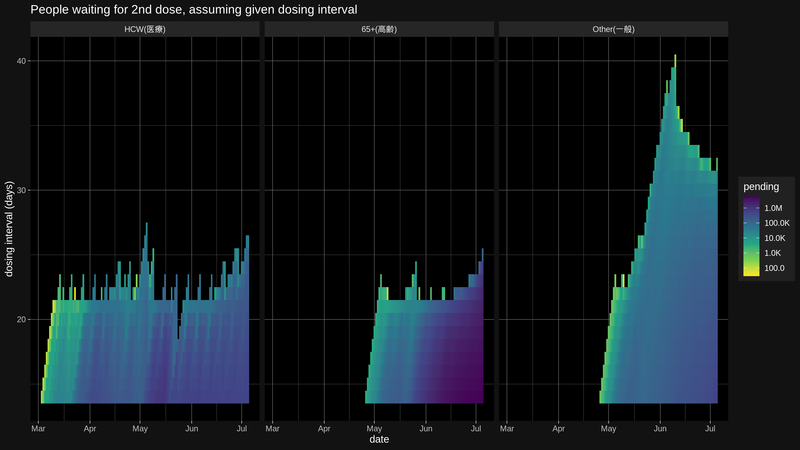 People waiting for 2nd dose, assuming given dosing interval
HCW(医療)
65+(高齢)
Other(一般)
40
30
20
dosing interval (days)
Mar Apr May Jun Jul
Mar Apr May Jun Jul
Mar Apr May Jun Jul
date
pending
1.0M
100.0K
10.0K
1.0K
100.0